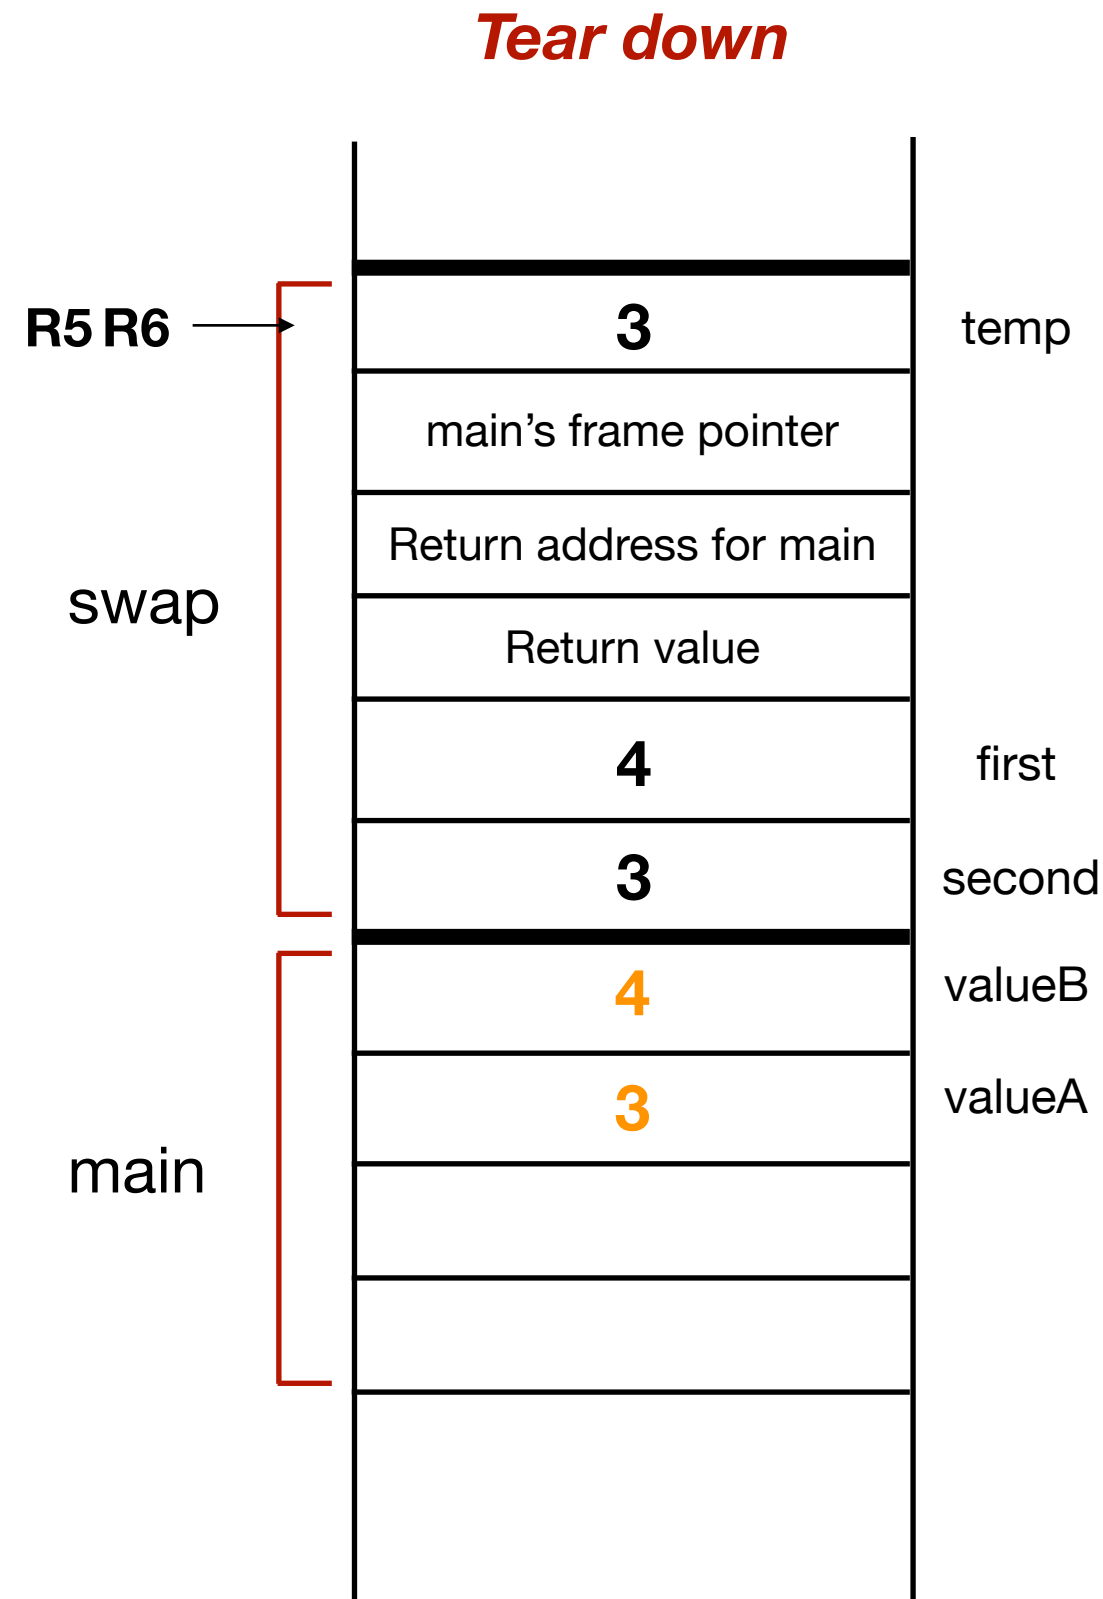 Tear down
R5 R6
3
temp
main’s frame pointer
Return address for main
swap
Return value
4
first
3
second
4
valueB
3
valueA
main